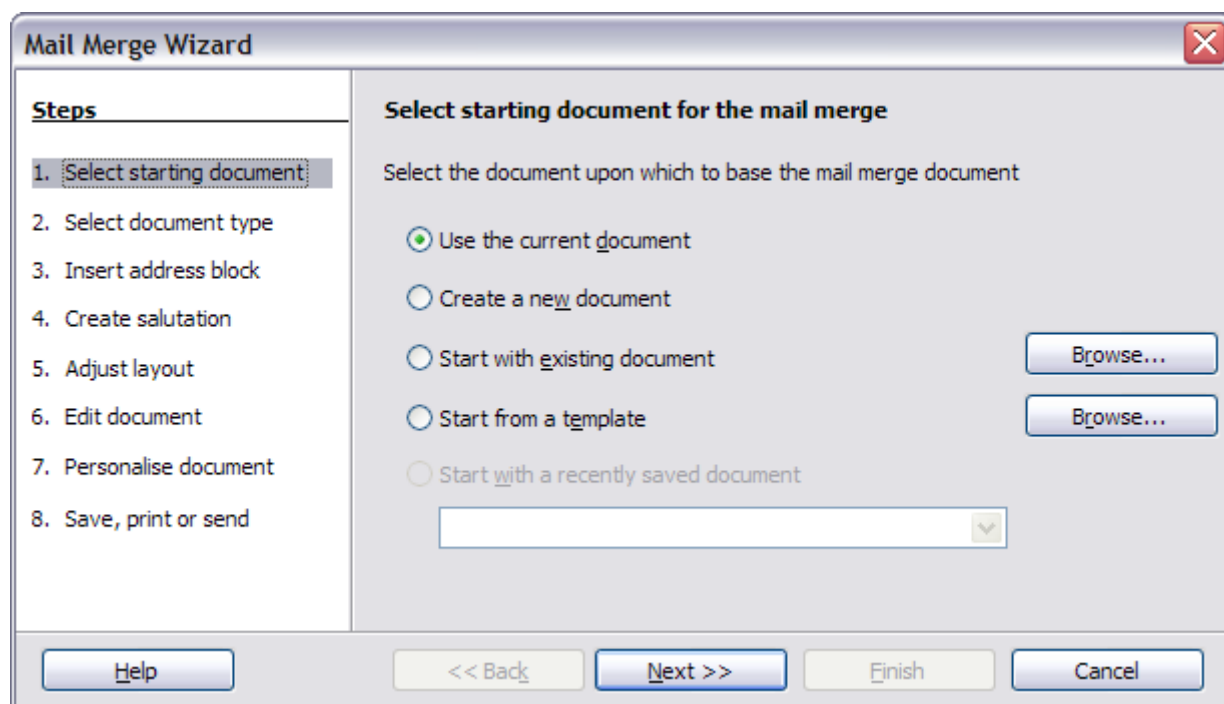 Mail Merge Wizard
Steps
1. Select starting document
2. Select document type
3. Insert address block
4. Create salutation
5. Adjust layout
6. Edit document
7. Personalise document
8. Save, print or send
Select starting document for the mail merge
Select the document upon which to base the mail merge document
Use the current document
Create a new document
Start with existing document
Browse...
Start from a template
Browse...
Start with a recently saved document
Help
<< Back
Next >>
Finish
Cancel